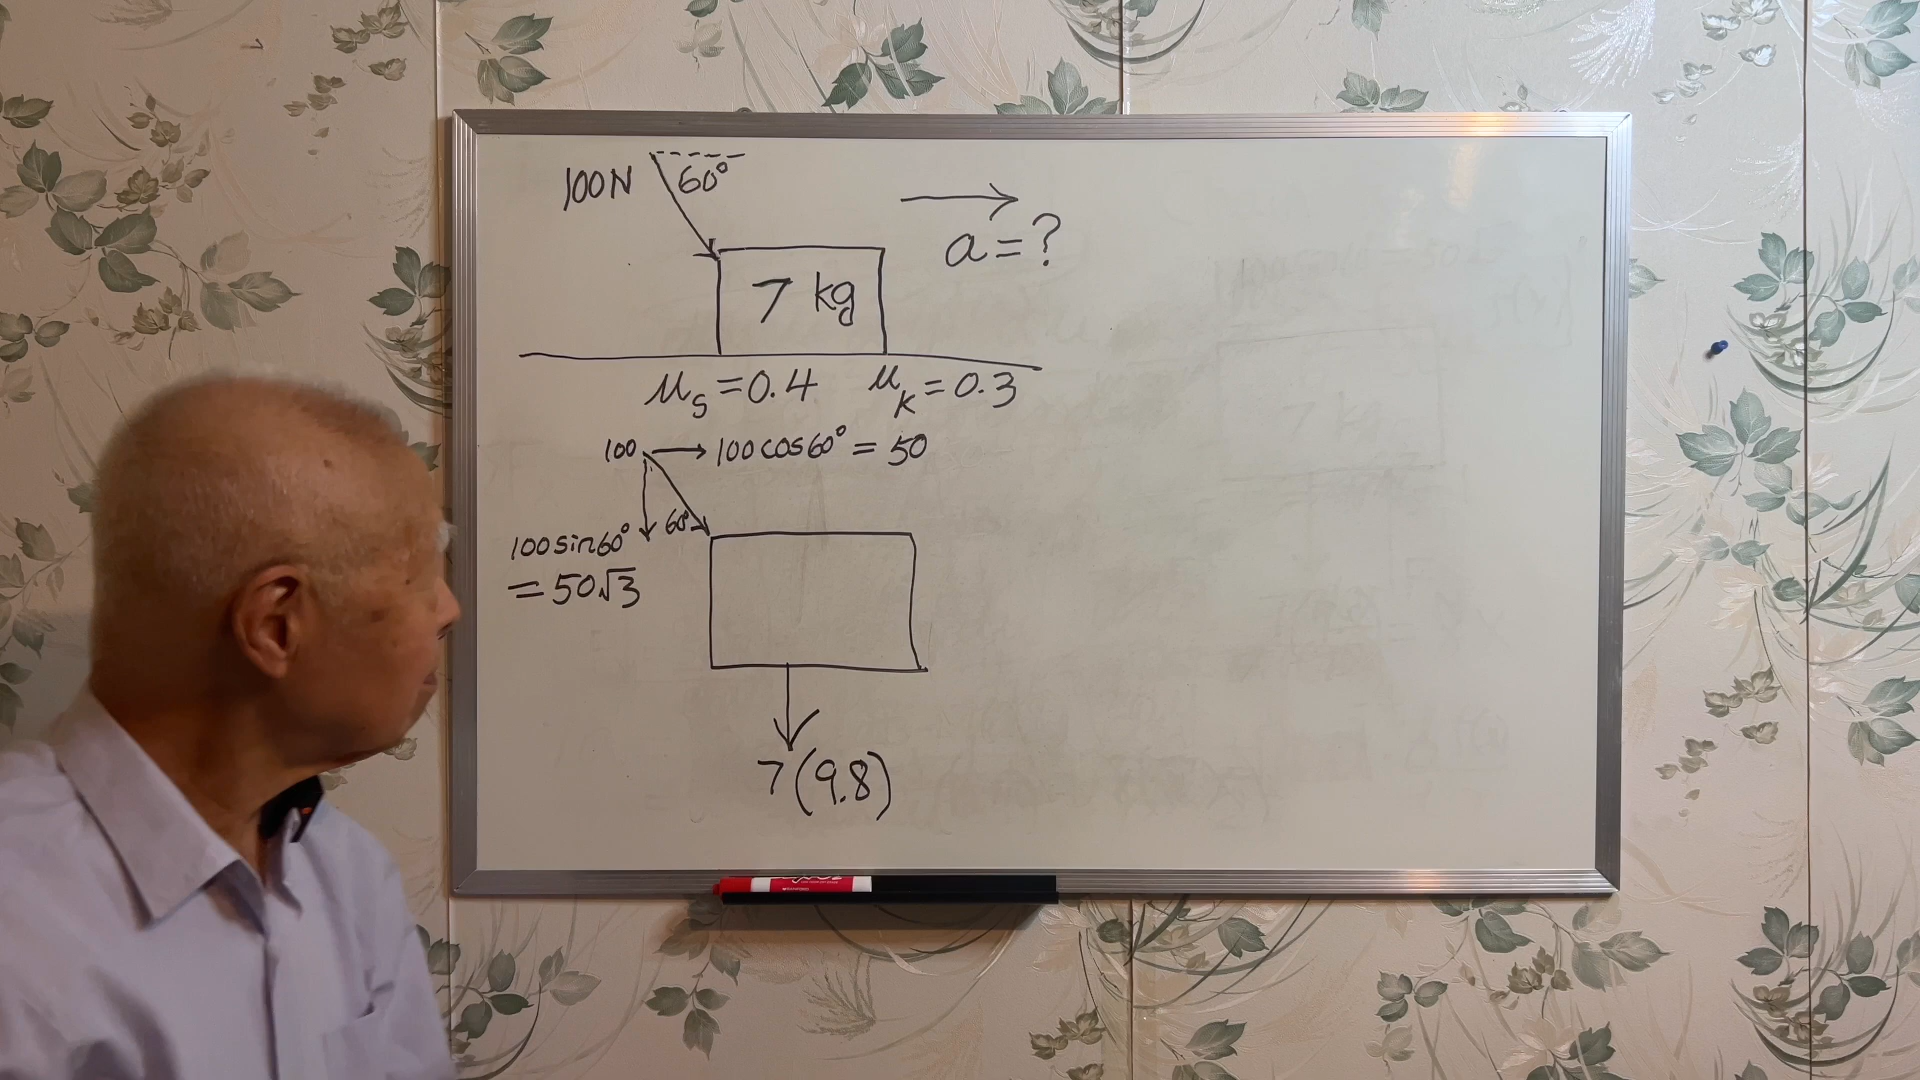 100N 60°
a = ?
7 kg
μs = 0.4 μk = 0.3
100 → 100cos60° = 50
60°
100sin60°
= 50√3
7(9.8)